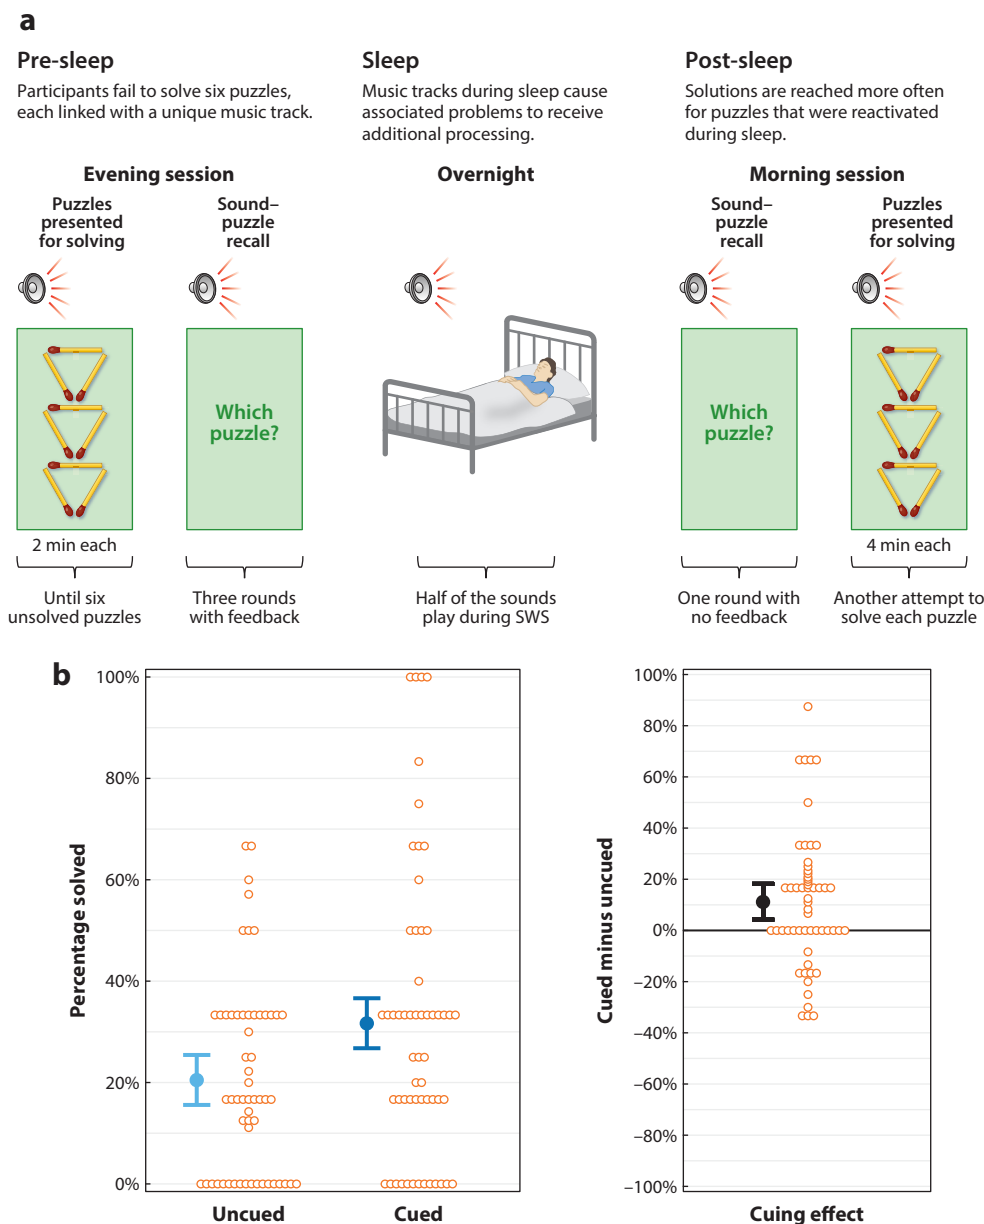 a
Pre-sleep
Participants fail to solve six puzzles,
each linked with a unique music track.
Sleep
Music tracks during sleep cause
associated problems to receive
additional processing.
Post-sleep
Solutions are reached more often
for puzzles that were reactivated
during sleep.
Evening session
Overnight
Morning session
Puzzles
presented
for solving
Sound–
puzzle
recall
Sound–
puzzle
recall
Puzzles
presented
for solving
Which
puzzle?
Which
puzzle?
2 min each
4 min each
Until six
unsolved puzzles
Three rounds
with feedback
Half of the sounds
play during SWS
One round with
no feedback
Another attempt to
solve each puzzle
b
Percentage solved
100%
80%
60%
40%
20%
0%
Uncued
Cued
Cued minus uncued
100%
80%
60%
40%
20%
0%
–20%
–40%
–60%
–80%
–100%
Cuing effect